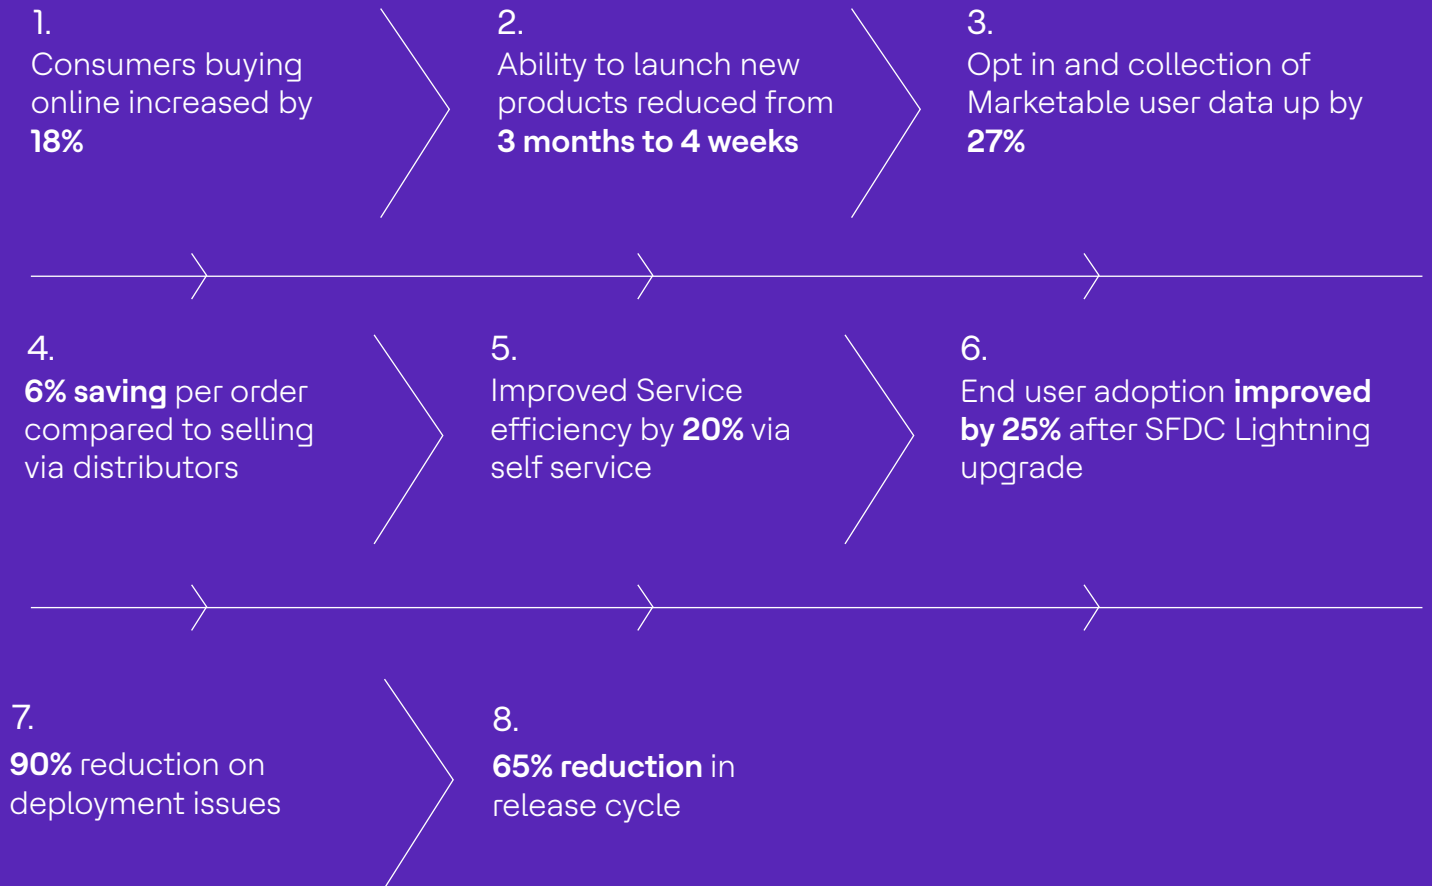 1.
Consumers buying
online increased by
18%
2.
Ability to launch new
products reduced from
3 months to 4 weeks
3.
Opt in and collection of
Marketable user data up by
27%
4.
6% saving per order
compared to selling
via distributors
5.
Improved Service
efficiency by 20% via
self service
6.
End user adoption improved
by 25% after SFDC Lightning
upgrade
7.
90% reduction on
deployment issues
8.
65% reduction in
release cycle